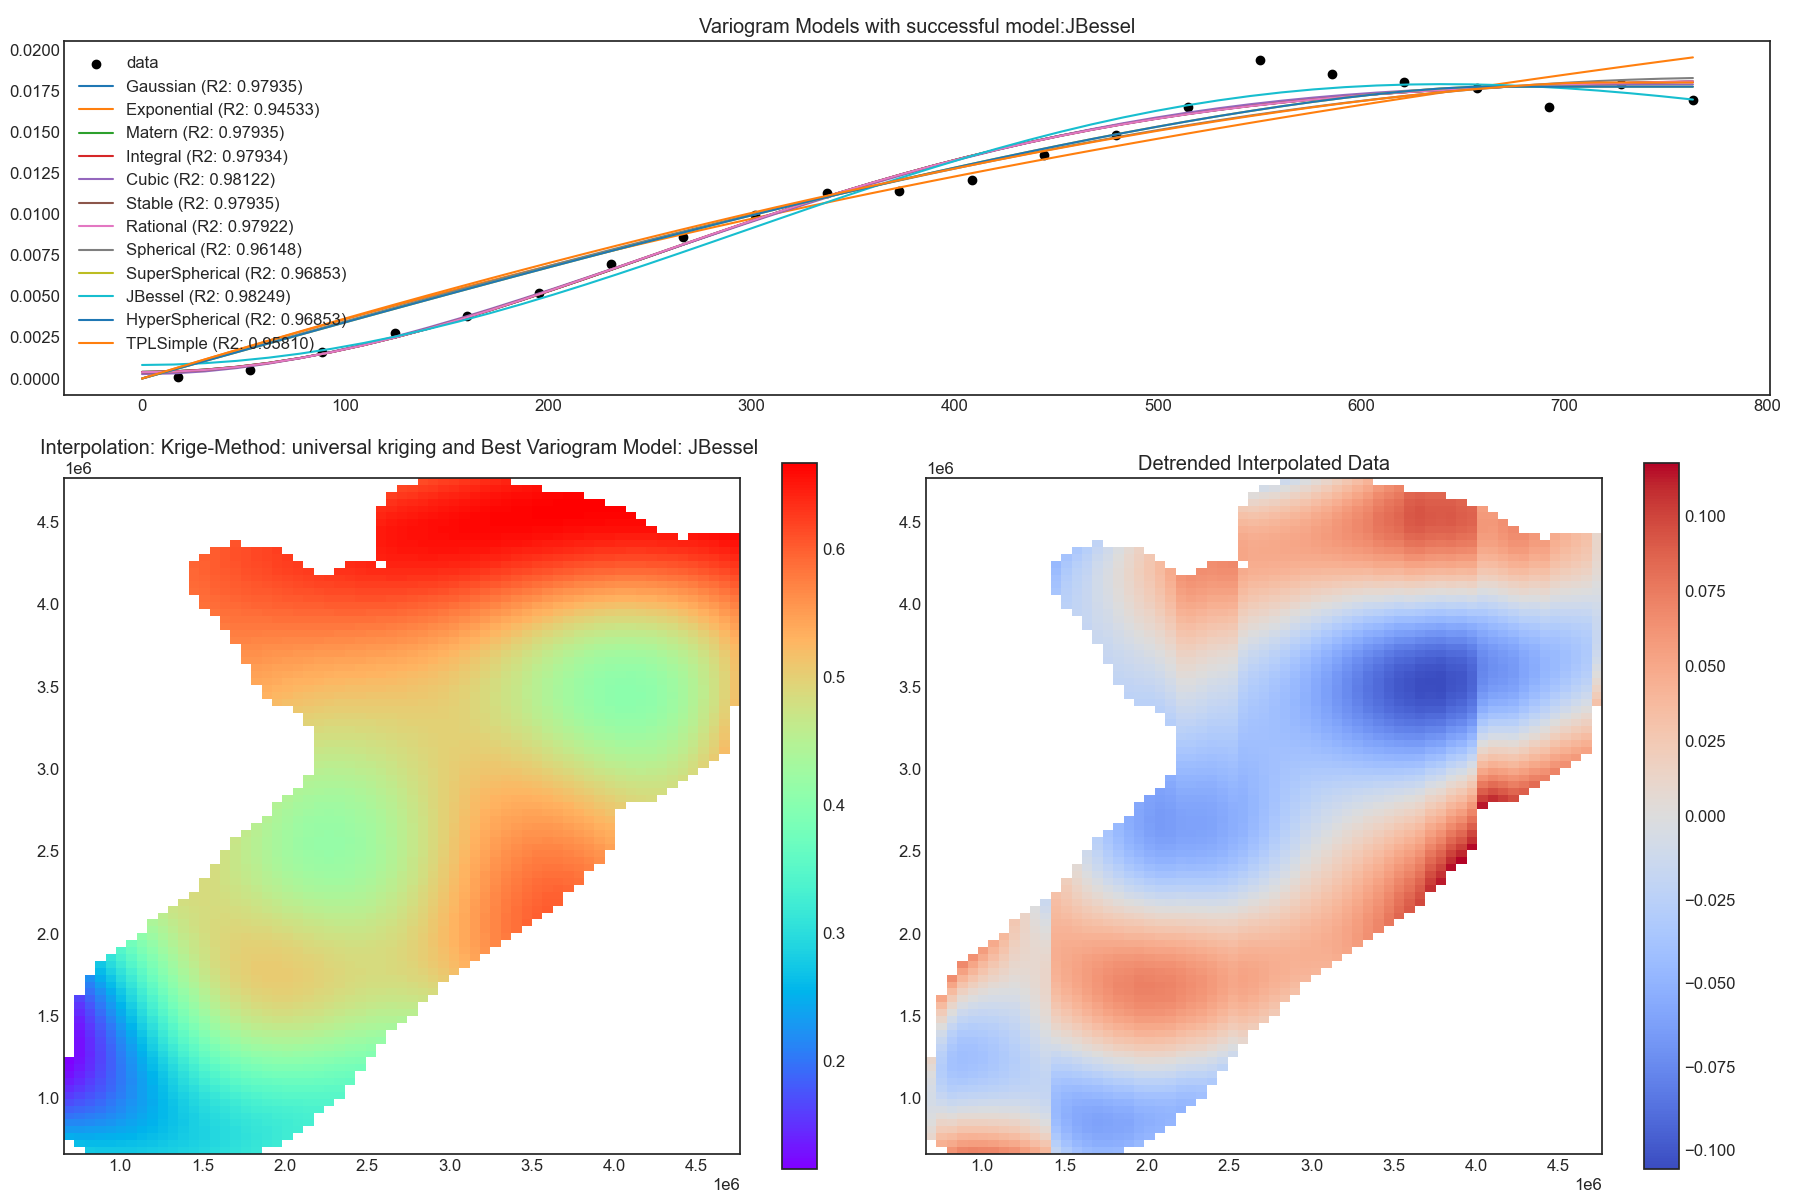 Variogram Models with successful model:JBessel
0.0200
0.0175
0.0150
0.0125
0.0100
0.0075
0.0050
0.0025
0.0000
data
Gaussian (R2: 0.97935)
Exponential (R2: 0.94533)
Matern (R2: 0.97935)
Integral (R2: 0.97934)
Cubic (R2: 0.98122)
Stable (R2: 0.97935)
Rational (R2: 0.97922)
Spherical (R2: 0.96148)
SuperSpherical (R2: 0.96853)
JBessel (R2: 0.98249)
HyperSpherical (R2: 0.96853)
TPLSimple (R2: 0.95810)
0 100 200 300 400 500 600 700 800
Interpolation: Krige-Method: universal kriging and Best Variogram Model: JBessel
1e6
4.5
4.0
3.5
3.0
2.5
2.0
1.5
1.0
1.0 1.5 2.0 2.5 3.0 3.5 4.0 4.5
1e6
0.6
0.5
0.4
0.3
0.2
Detrended Interpolated Data
1e6
4.5
4.0
3.5
3.0
2.5
2.0
1.5
1.0
1.0 1.5 2.0 2.5 3.0 3.5 4.0 4.5
1e6
0.100
0.075
0.050
0.025
0.000
−0.025
−0.050
−0.075
−0.100